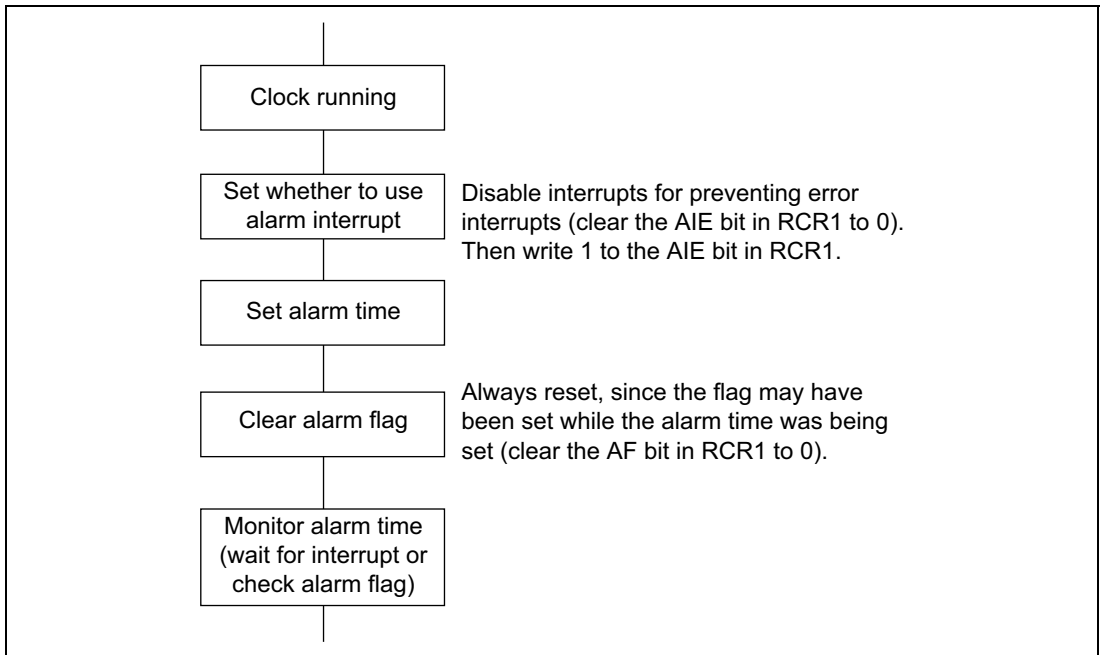 Clock running
Set whether to use
alarm interrupt
Disable interrupts for preventing error
interrupts (clear the AIE bit in RCR1 to 0).
Then write 1 to the AIE bit in RCR1.
Set alarm time
Clear alarm flag
Always reset, since the flag may have
been set while the alarm time was being
set (clear the AF bit in RCR1 to 0).
Monitor alarm time
(wait for interrupt or
check alarm flag)